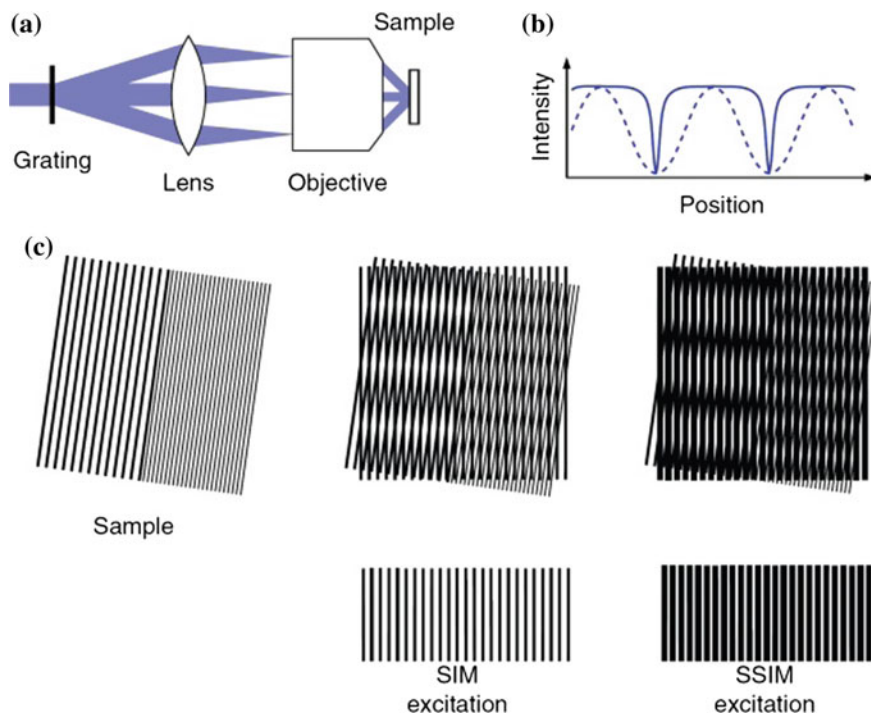 (a)
Sample
Grating
Lens
Objective
(b)
Intensity
Position
(c)
Sample
SIM
excitation
SSIM
excitation